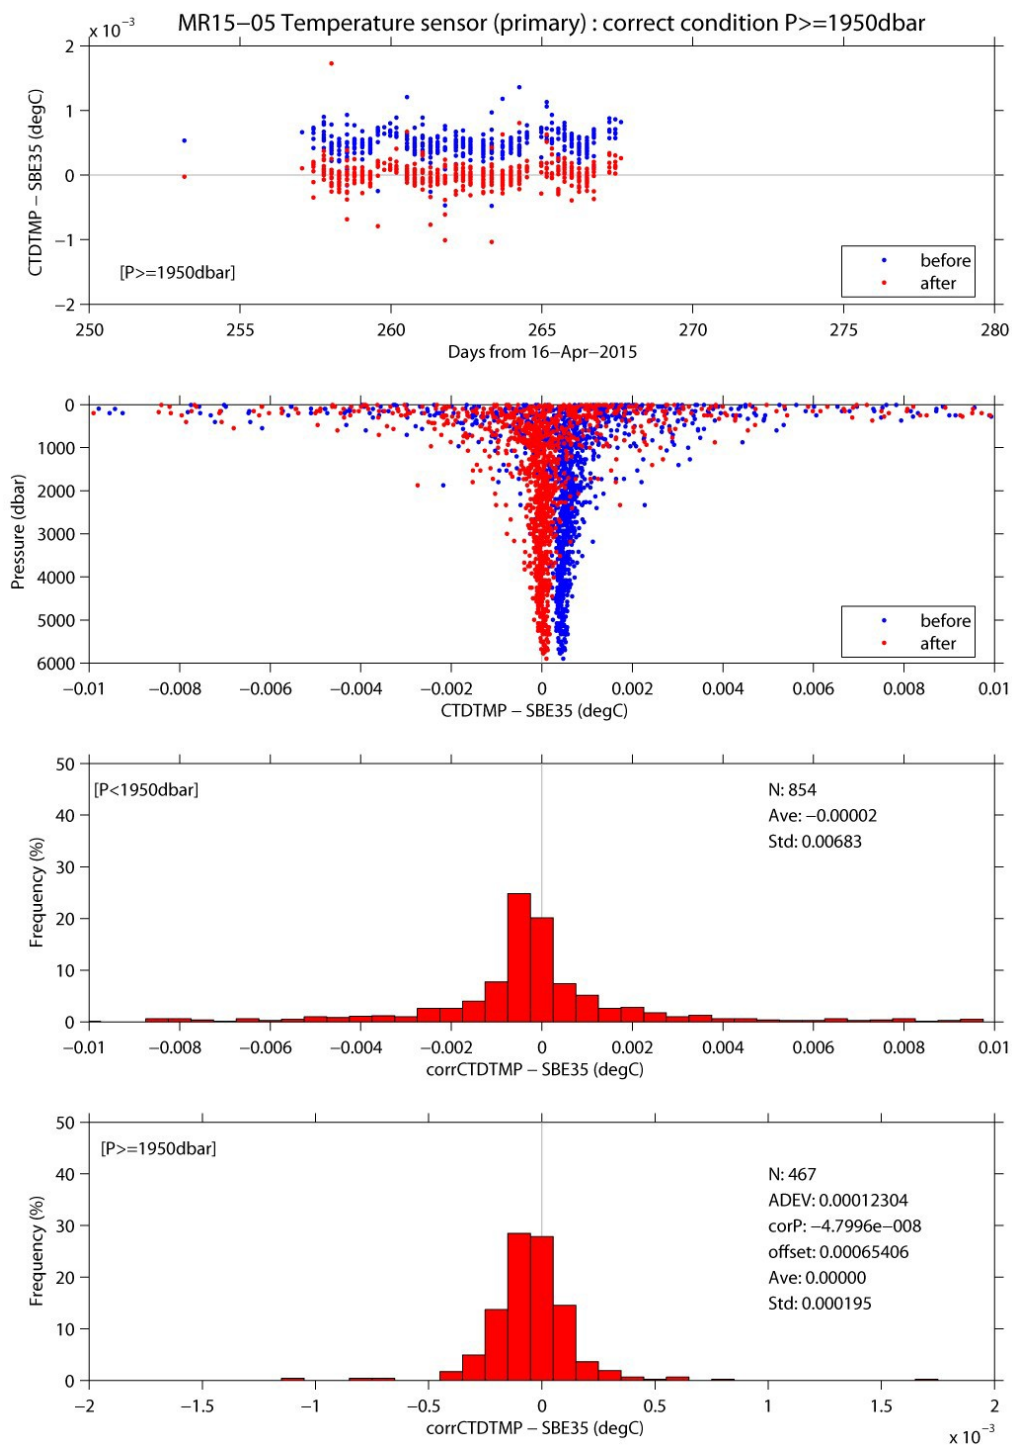 MR15−05 Temperature sensor (primary) : correct condition P>=1950dbar
x 10−3
2
1
0
−1
−2
CTDTMP − SBE35 (degC)
[P>=1950dbar]
before
after
250 255 260 265 270 275 280
Days from 16−Apr−2015
0
1000
2000
3000
4000
5000
6000
Pressure (dbar)
before
after
−0.01 −0.008 −0.006 −0.004 −0.002 0 0.002 0.004 0.006 0.008 0.01
CTDTMP − SBE35 (degC)
50
40
30
20
10
0
Frequency (%)
[P<1950dbar]
N: 854
Ave: −0.00002
Std: 0.00683
−0.01 −0.008 −0.006 −0.004 −0.002 0 0.002 0.004 0.006 0.008 0.01
corrCTDTMP − SBE35 (degC)
50
40
30
20
10
0
Frequency (%)
[P>=1950dbar]
N: 467
ADEV: 0.00012304
corP: −4.7996e−008
offset: 0.00065406
Ave: 0.00000
Std: 0.000195
−2 −1.5 −1 −0.5 0 0.5 1 1.5 2
corrCTDTMP − SBE35 (degC)
x 10−3